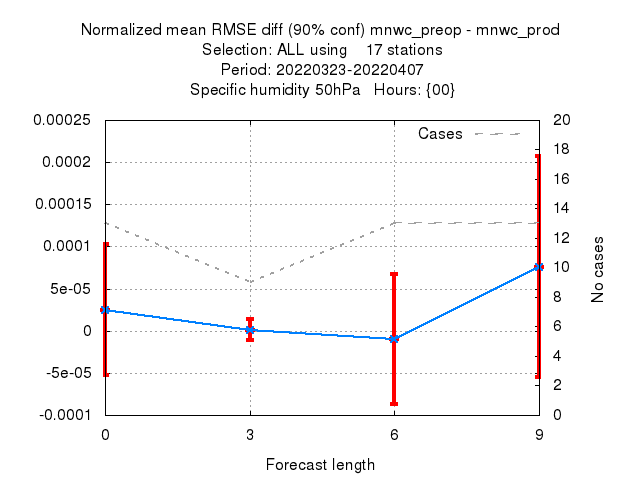 Normalized mean RMSE diff (90% conf) mnwc_preop - mnwc_prod
Selection: ALL using    17 stations
Period: 20220323-20220407
Specific humidity 50hPa   Hours: {00}
Cases
0.00025
0.0002
0.00015
0.0001
5e-05
0
-5e-05
-0.0001
20
18
16
14
12
10
8
6
4
2
0
No cases
0 3 6 9
Forecast length